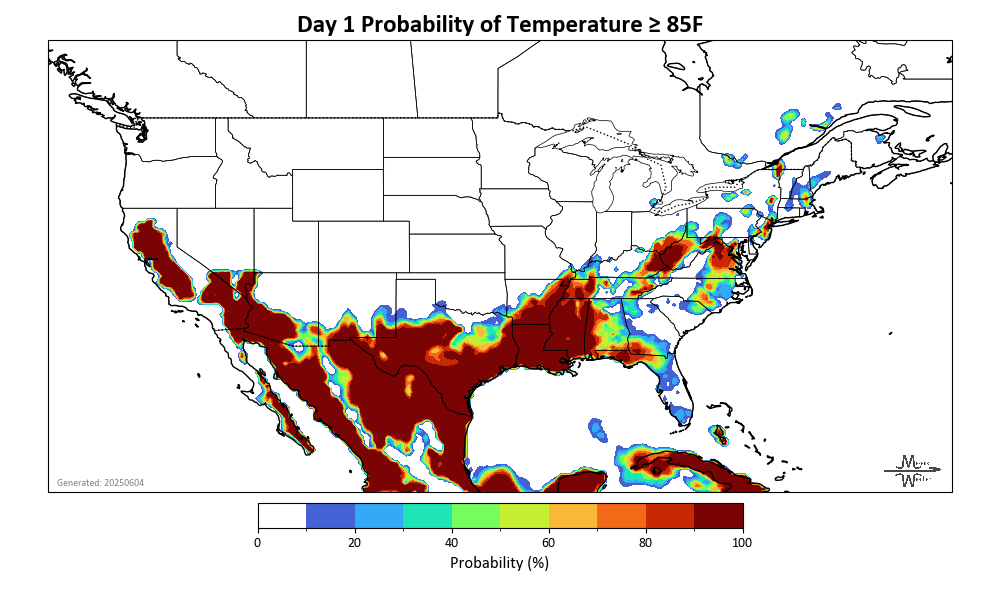 Day 1 Probability of Temperature ≥ 85F
Generated: 20250604
0 20 40 60 80 100
Probability (%)